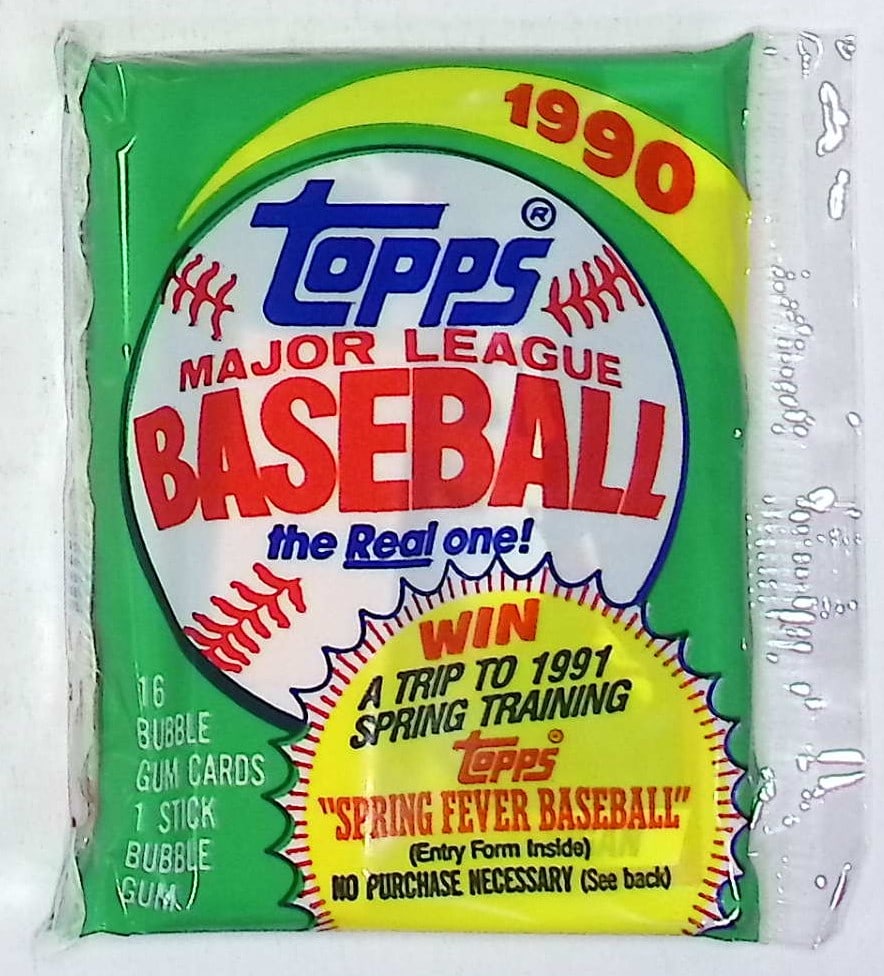 1990
TOPPS®
MAJOR LEAGUE
BASEBALL
the Real one!
WIN
A TRIP TO 1991
SPRING TRAINING
TOPPS®
"SPRING FEVER BASEBALL"
(Entry Form Inside)
NO PURCHASE NECESSARY (See back)
16
BUBBLE
GUM CARDS
1 STICK
BUBBLE
GUM